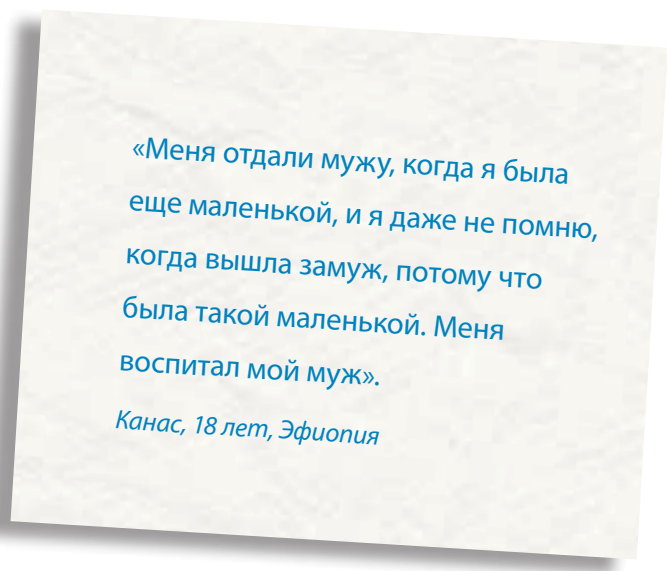 «Меня отдали мужу, когда я была
еще маленькой, и я даже не помню,
когда вышла замуж, потому что
была такой маленькой. Меня
воспитал мой муж».
Канас, 18 лет, Эфиопия